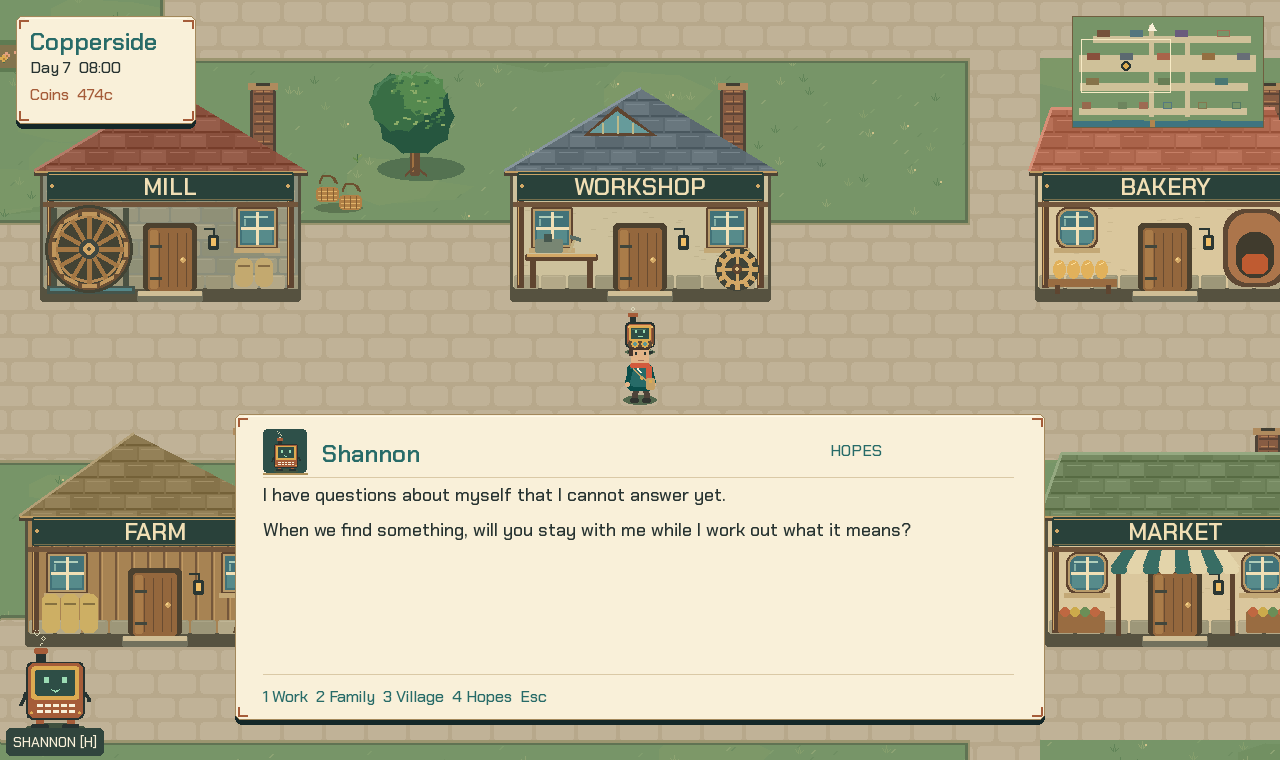 Copperside
Day 7 08:00
Coins 474c
MILL
WORKSHOP
BAKERY
FARM
MARKET
Shannon
HOPES
I have questions about myself that I cannot answer yet.
When we find something, will you stay with me while I work out what it means?
1 Work 2 Family 3 Village 4 Hopes Esc
SHANNON [H]